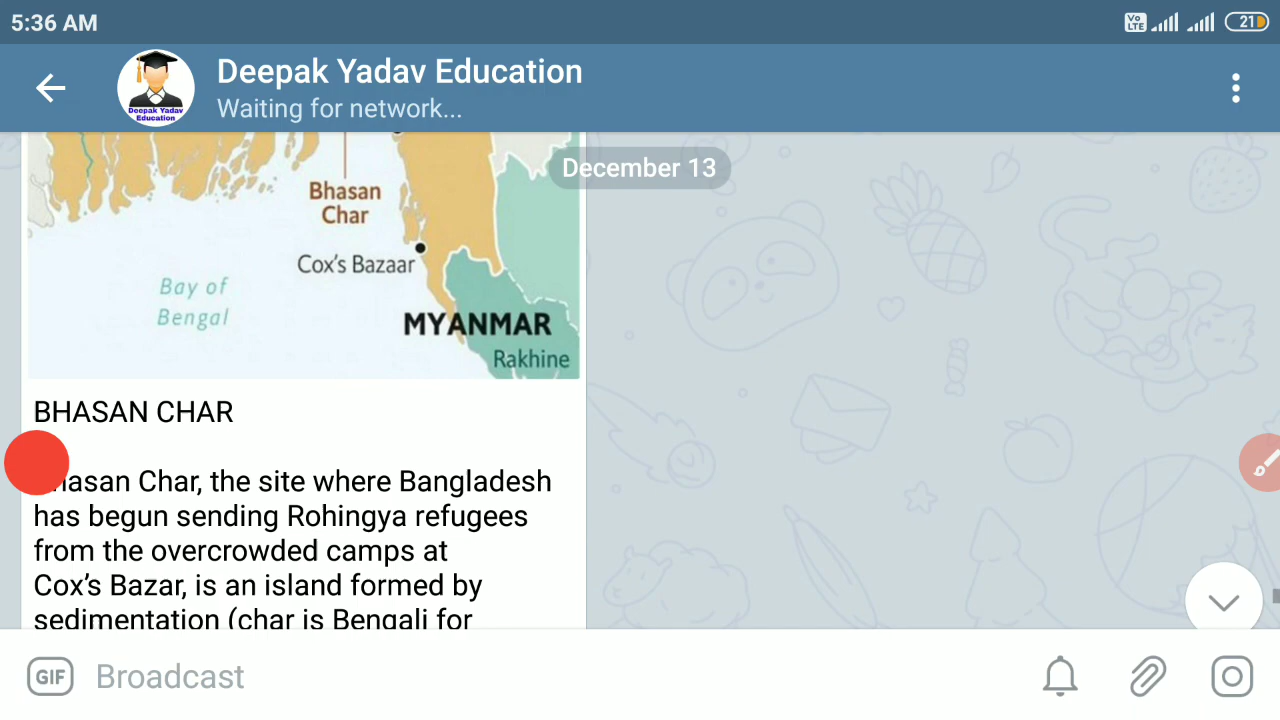 5:36 AM
Vo LTE
21
Deepak Yadav Education
Deepak Yadav
Education
Waiting for network...
December 13
Bhasan
Char
Cox's Bazaar
Bay of
Bengal
MYANMAR
Rakhine
BHASAN CHAR
Char, the site where Bangladesh
has begun sending Rohingya refugees
from the overcrowded camps at
Cox’s Bazar, is an island formed by
sedimentation (char is Bengali for
GIF
Broadcast